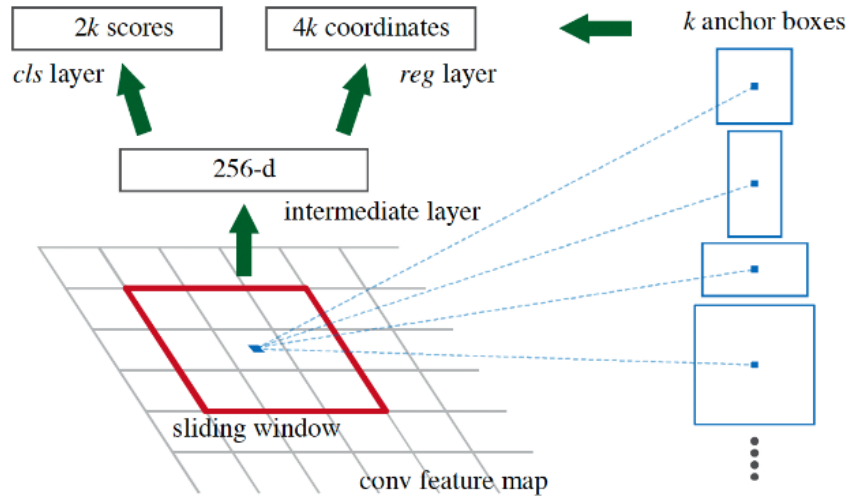 2k scores
4k coordinates
k anchor boxes
cls layer
reg layer
256-d
intermediate layer
sliding window
conv feature map